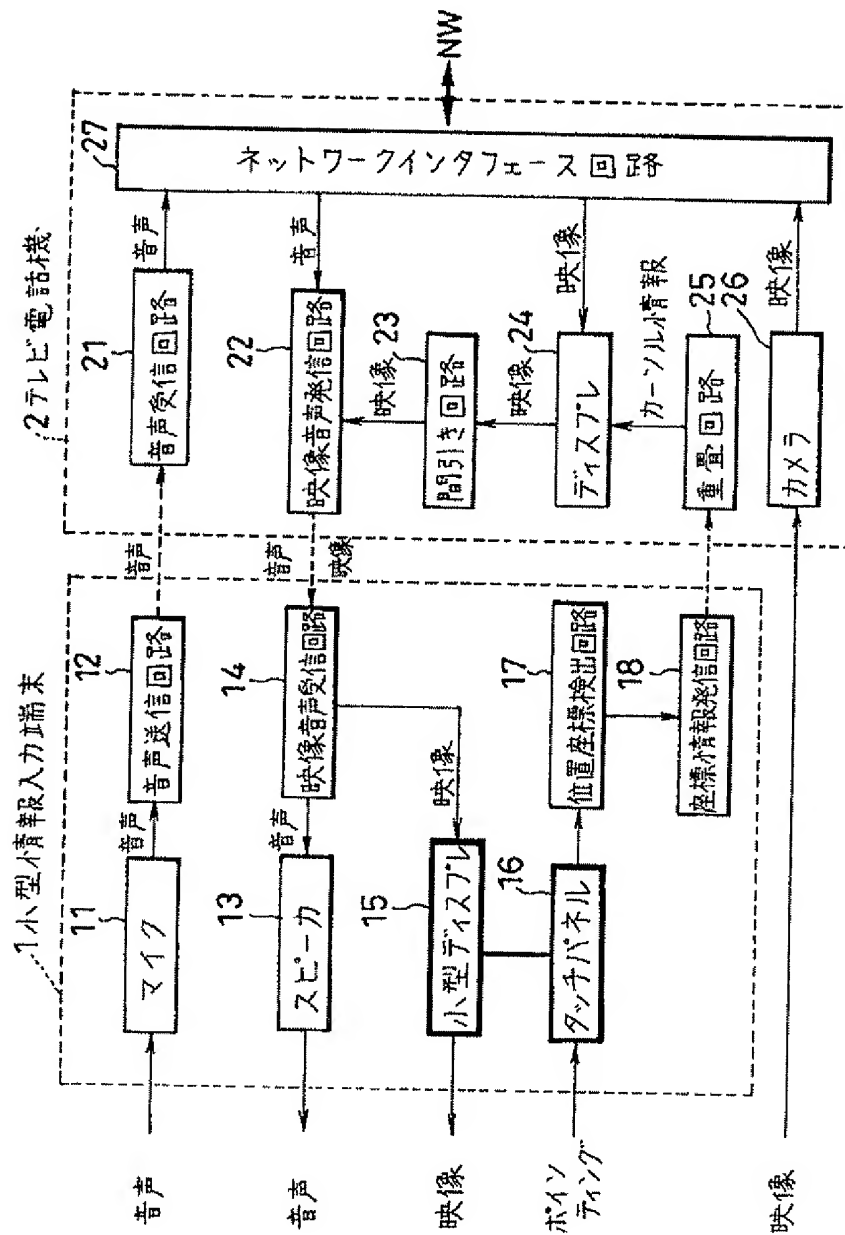 1小型情報入力端末
2テレビ電話機
音声
11
マイク
音声
12
音声送信回路
音声
21
音声受信回路
音声
27
ネットワークインタフェース回路
NW
音声
13
スピーカ
音声
14
映像音声受信回路
音声
映像
22
映像音声発信回路
音声
映像
23
間引き回路
映像
15
小型ディスプレ
映像
映像
24
ディスプレ
映像
ポイン
ティング
16
タッチパネル
17
位置座標検出回路
18
座標情報発信回路
カーソル情報
25
重畳回路
映像
26
カメラ
映像